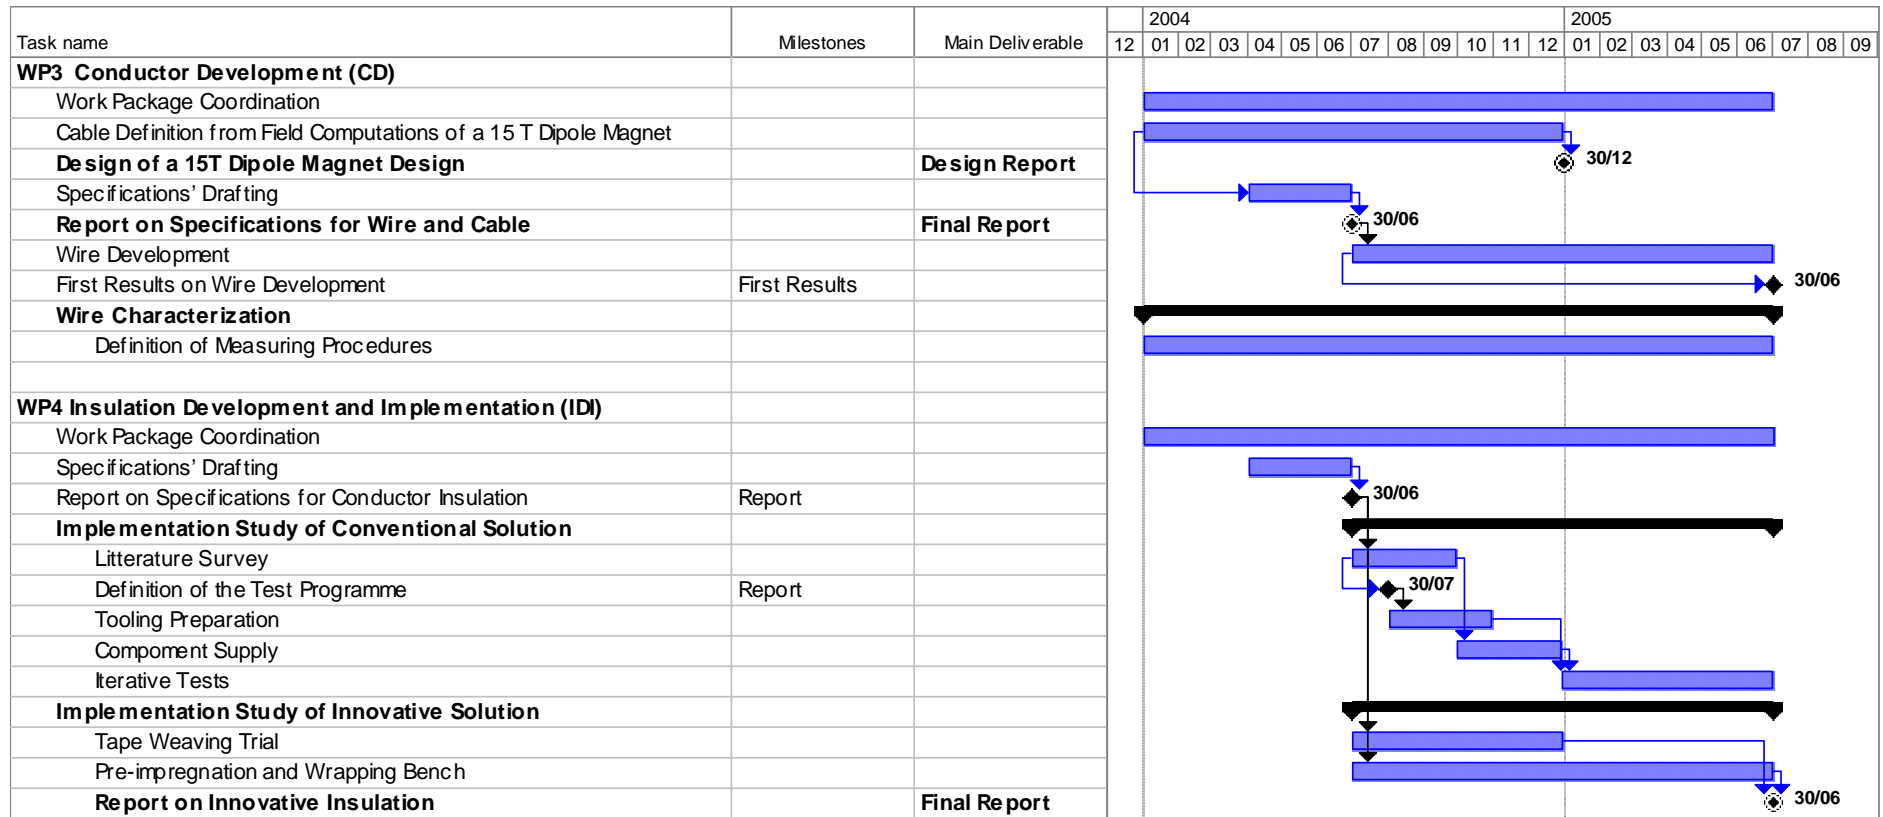 2004 2005
Task name Milestones Main Deliverable 12 01 02 03 04 05 06 07 08 09 10 11 12 01 02 03 04 05 06 07 08 09
WP3 Conductor Development (CD)
Work Package Coordination
Cable Definition from Field Computations of a 15 T Dipole Magnet
Design of a 15T Dipole Magnet Design Design Report 30/12
Specifications' Drafting
Report on Specifications for Wire and Cable Final Report 30/06
Wire Development
First Results on Wire Development First Results 30/06
Wire Characterization
Definition of Measuring Procedures
WP4 Insulation Development and Implementation (IDI)
Work Package Coordination
Specifications' Drafting
Report on Specifications for Conductor Insulation Report 30/06
Implementation Study of Conventional Solution
Litterature Survey
Definition of the Test Programme Report 30/07
Tooling Preparation
Compoment Supply
Iterative Tests
Implementation Study of Innovative Solution
Tape Weaving Trial
Pre-impregnation and Wrapping Bench
Report on Innovative Insulation Final Report 30/06